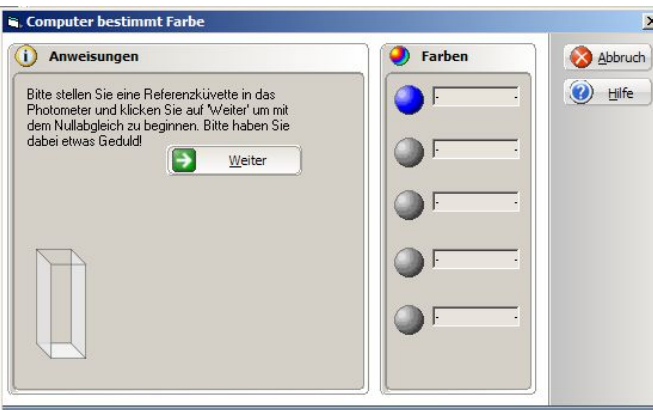 Computer bestimmt Farbe
Anweisungen
Bitte stellen Sie eine Referenzküvette in das
Photometer und klicken Sie auf 'Weiter' um mit
dem Nullabgleich zu beginnen. Bitte haben Sie
dabei etwas Geduld!
Weiter
Farben
- -
- -
- -
- -
- -
Abbruch
Hilfe